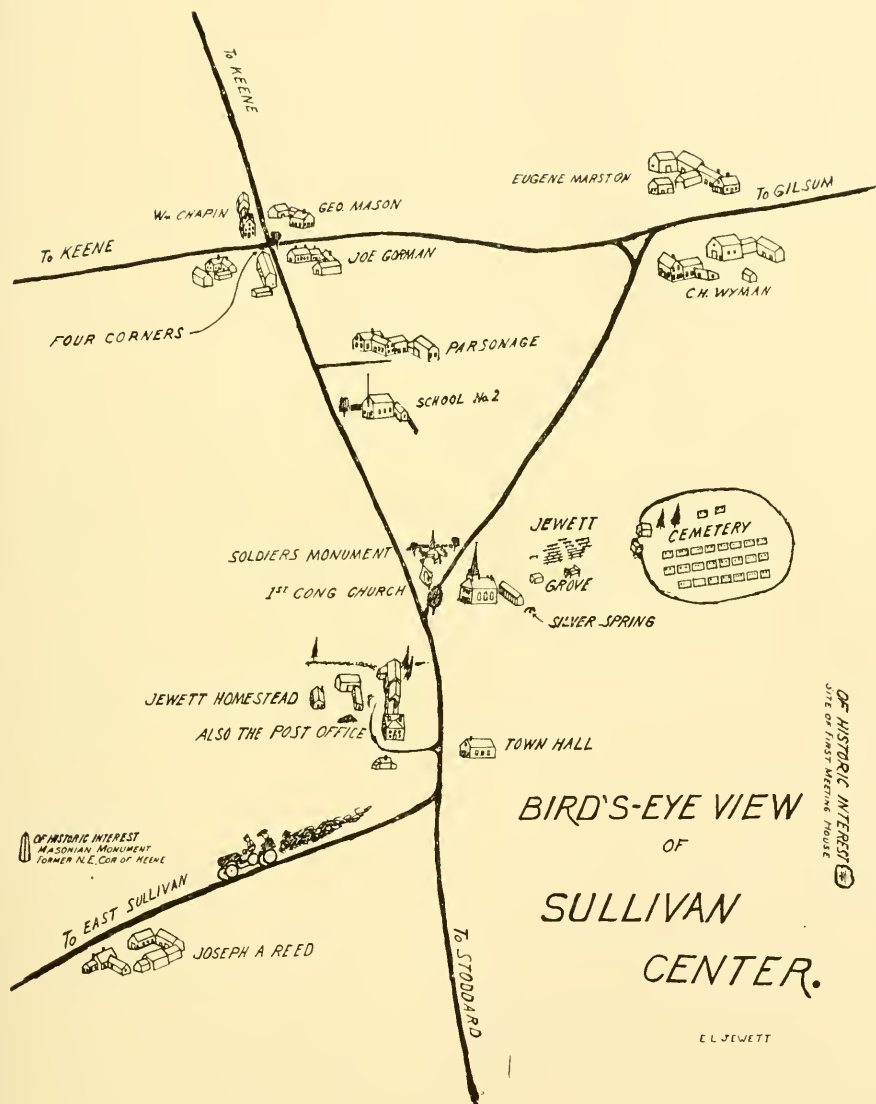 To KEENE
EUGENE MARSTON
To GILSUM
Wm CHAPIN
GEO. MASON
To KEENE
JOE GORMAN
C.H. WYMAN
FOUR CORNERS
PARSONAGE
SCHOOL No. 2
JEWETT
GROVE
CEMETERY
SOLDIERS MONUMENT
1ST CONG CHURCH
SILVER SPRING
JEWETT HOMESTEAD
ALSO THE POST OFFICE
TOWN HALL
OF HISTORIC INTEREST
SITE OF FIRST MEETING HOUSE
BIRD'S-EYE VIEW
OF
SULLIVAN
CENTER.
OF HISTORIC INTEREST
MASONIAN MONUMENT
FORMER N.E. COR OF KEENE
To EAST SULLIVAN
JOSEPH A REED
To STODDARD
E L JEWETT